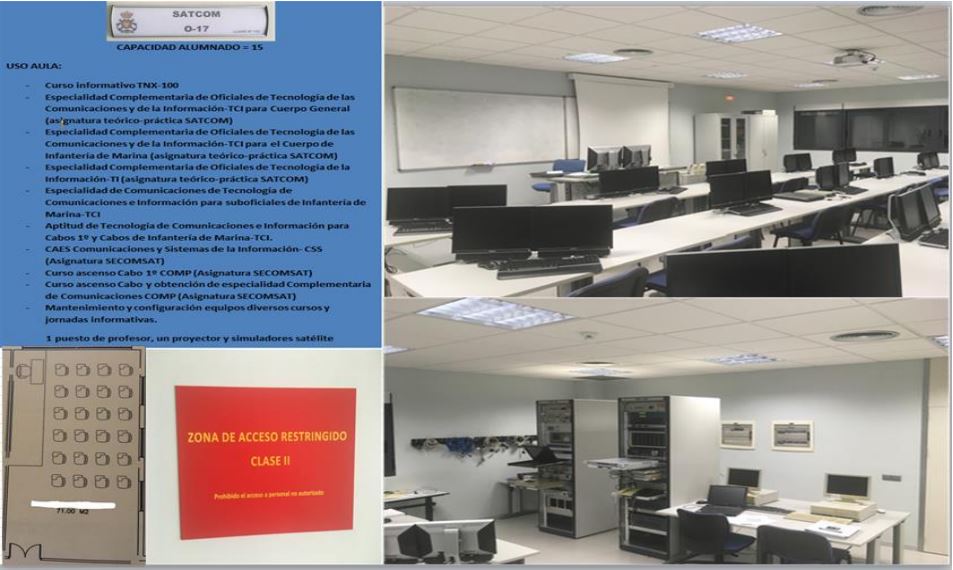 SATCOM
O-17
CAPACIDAD ALUMNADO = 15
USO AULA:
- Curso informativo TNX-100
- Especialidad Complementaria de Oficiales de Tecnología de las
Comunicaciones y de la Información-TCI para Cuerpo General
(asignatura teórico-práctica SATCOM)
- Especialidad Complementaria de Oficiales de Tecnología de las
Comunicaciones y de la Información-TCI para el Cuerpo de
Infantería de Marina (asignatura teórico-práctica SATCOM)
- Especialidad Complementaria de Oficiales de Tecnología de la
Información-TI (asignatura teórico-práctica SATCOM)
- Especialidad de Comunicaciones de Tecnología de
Comunicaciones e Información para suboficiales de Infantería de
Marina-TCI
- Aptitud de Tecnología de Comunicaciones e Información para
Cabos 1º y Cabos de Infantería de Marina-TCI.
- CAES Comunicaciones y Sistemas de la Información- CSS
(Asignatura SECOMSAT)
- Curso ascenso Cabo 1º COMP (Asignatura SECOMSAT)
- Curso ascenso Cabo y obtención de especialidad Complementaria
de Comunicaciones COMP (Asignatura SECOMSAT)
- Mantenimiento y configuración equipos diversos cursos y
jornadas informativas.
1 puesto de profesor, un proyector y simuladores satélite
71.00 M2
ZONA DE ACCESO RESTRINGIDO
CLASE II
Prohibido el acceso a personal no autorizado